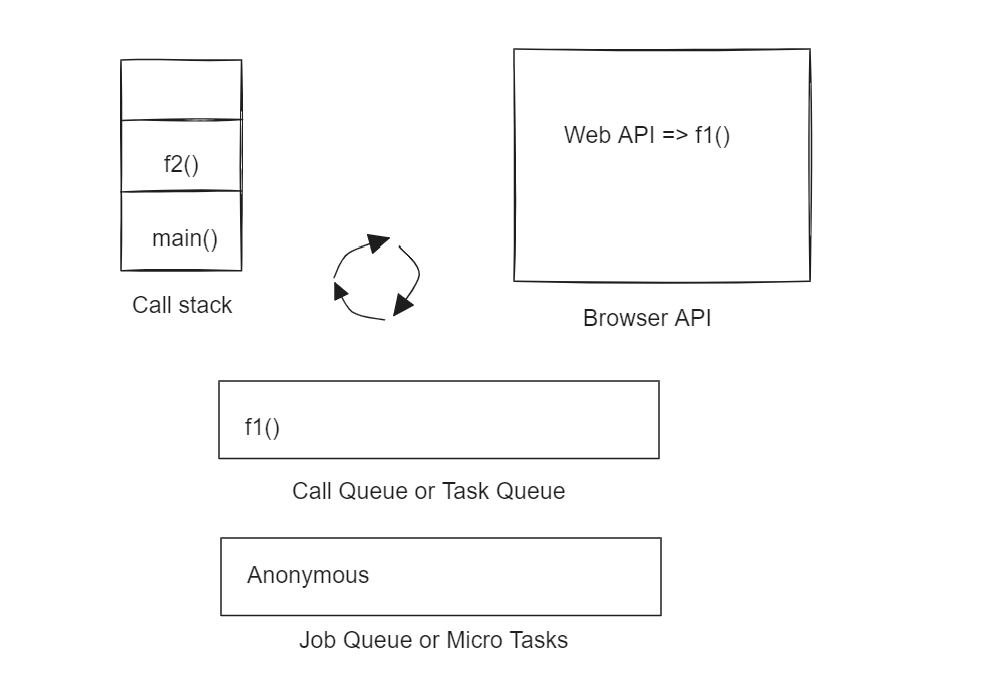 f2()
main()
Call stack
Web API => f1()
Browser API
f1()
Call Queue or Task Queue
Anonymous
Job Queue or Micro Tasks